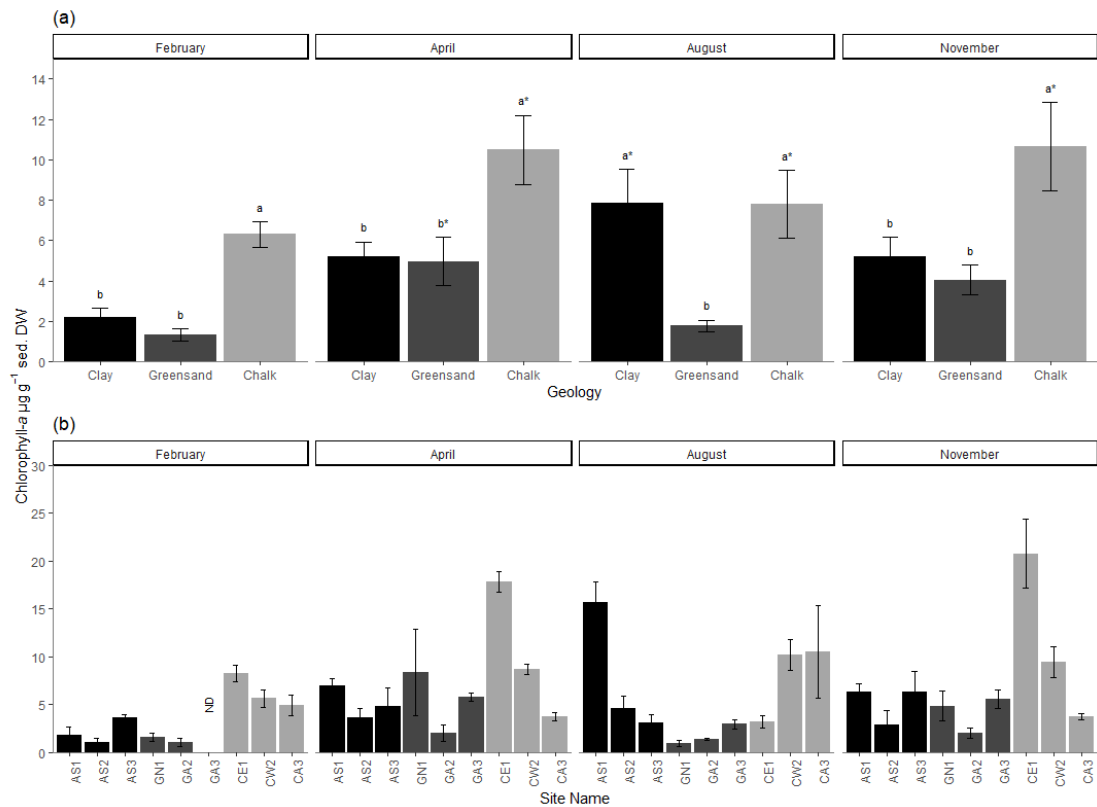 (a)
February April August November
14
12
10
8
6
4
2
0
b b a
b b* a*
a* b a*
b b a*
Clay Greensand Chalk Clay Greensand Chalk Clay Greensand Chalk Clay Greensand Chalk
Geology
Chlorophyll-a µg g⁻¹ sed. DW
(b)
February April August November
30
25
20
15
10
5
0
ND
AS1 AS2 AS3 GN1 GA2 GA3 CE1 CW2 CA3 AS1 AS2 AS3 GN1 GA2 GA3 CE1 CW2 CA3 AS1 AS2 AS3 GN1 GA2 GA3 CE1 CW2 CA3 AS1 AS2 AS3 GN1 GA2 GA3 CE1 CW2 CA3
Site Name